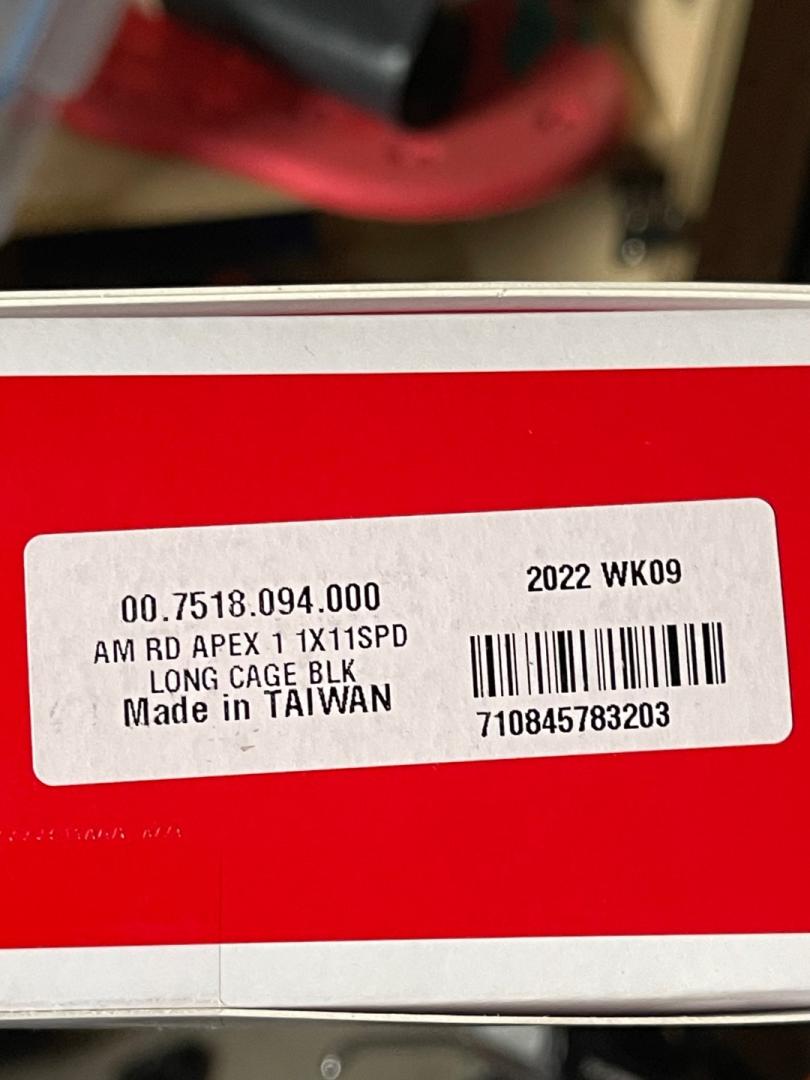 00.7518.094.000
AM RD APEX 1 1X11SPD
LONG CAGE BLK
Made in TAIWAN
2022 WK09
710845783203